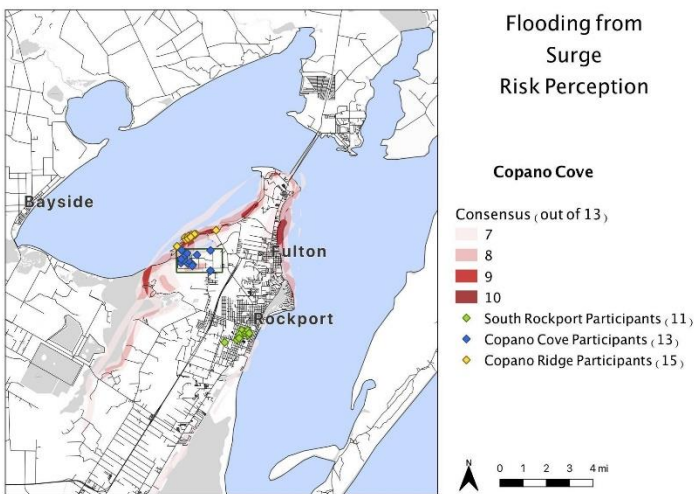 Flooding from
Surge
Risk Perception
Copano Cove
Consensus (out of 13)
7
8
9
10
South Rockport Participants (11)
Copano Cove Participants (13)
Copano Ridge Participants (15)
Bayside
Fulton
Rockport
N
0 1 2 3 4 mi